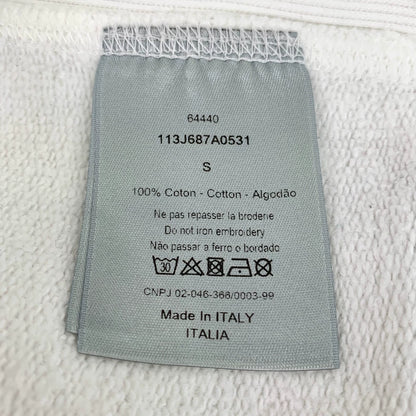 64440
113J687A0531
S
100% Coton - Cotton - Algodão
Ne pas repasser la broderie
Do not iron embroidery
Não passar a ferro o bordado
30
CNPJ 02-046-368/0003-99
Made In ITALY
ITALIA